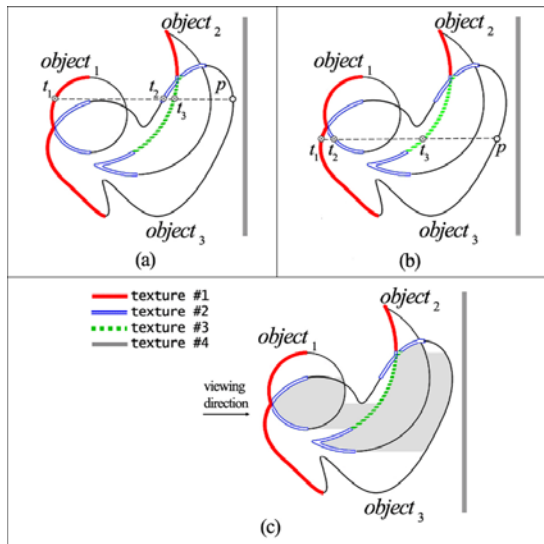 object 2
object 1
t1 t2 t3 p
object 3
(a)
object 2
object 1
t1 t2 t3 p
object 3
(b)
texture #1
texture #2
texture #3
texture #4
object 2
object 1
viewing
direction
object 3
(c)